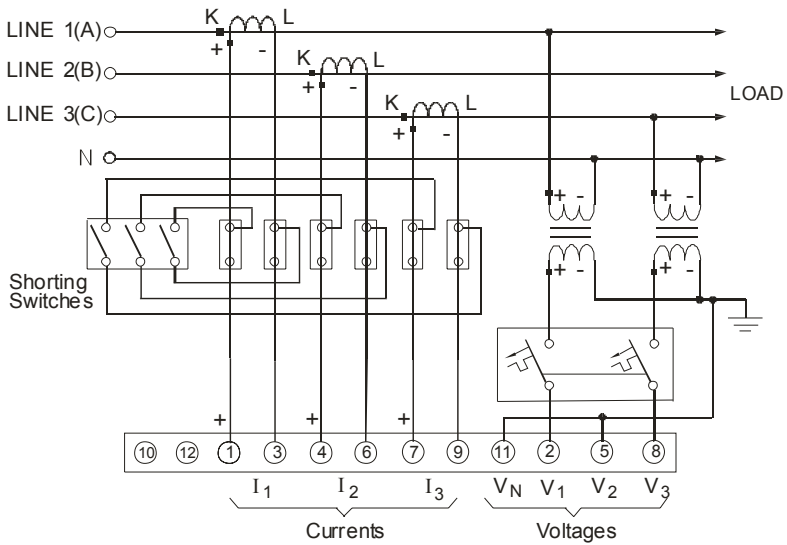 K L
LINE 1(A)
+ -
K L
LINE 2(B)
+ -
LOAD
K L
LINE 3(C)
+ -
N
+ - + -
+ - + -
Shorting
Switches
+ + +
10 12 1 3 4 6 7 9 11 2 5 8
I1 I2 I3 VN V1 V2 V3
Currents Voltages